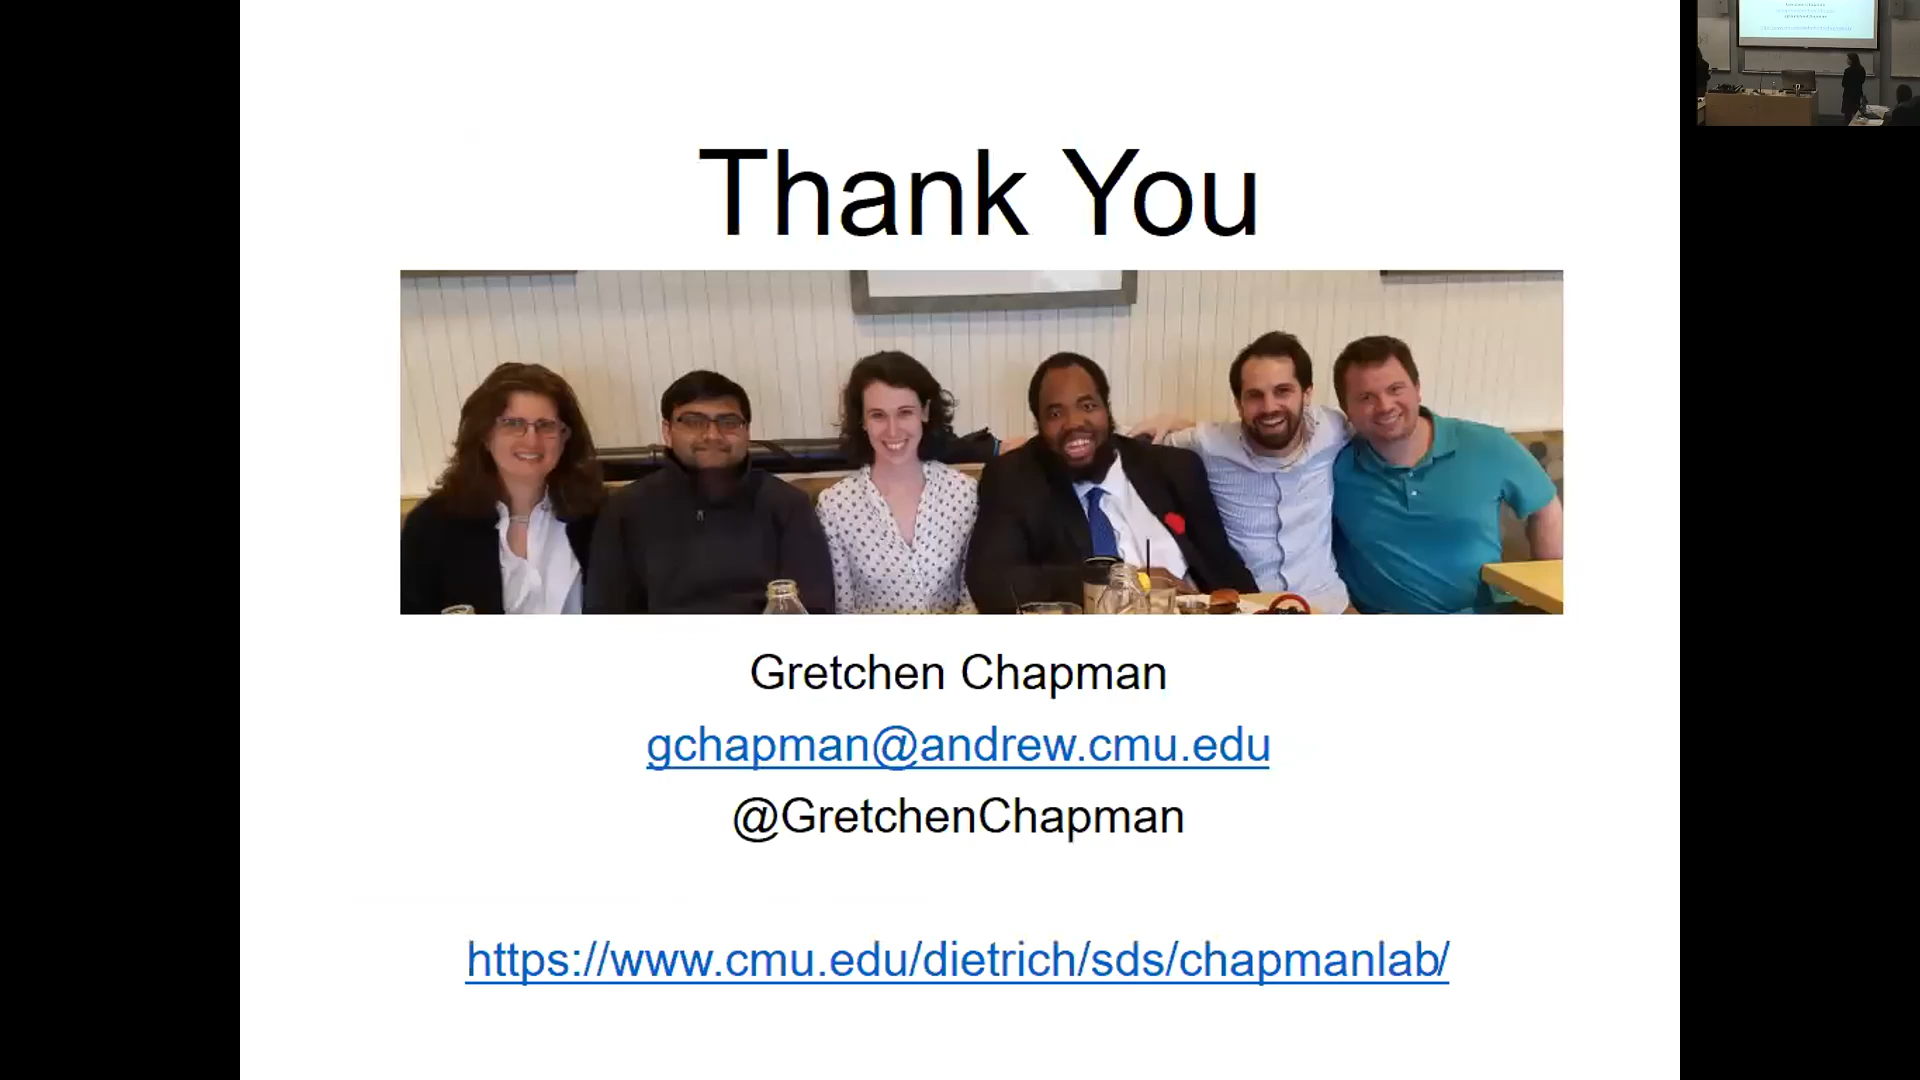 Thank You
Gretchen Chapman
gchapman@andrew.cmu.edu
@GretchenChapman
https://www.cmu.edu/dietrich/sds/chapmanlab/